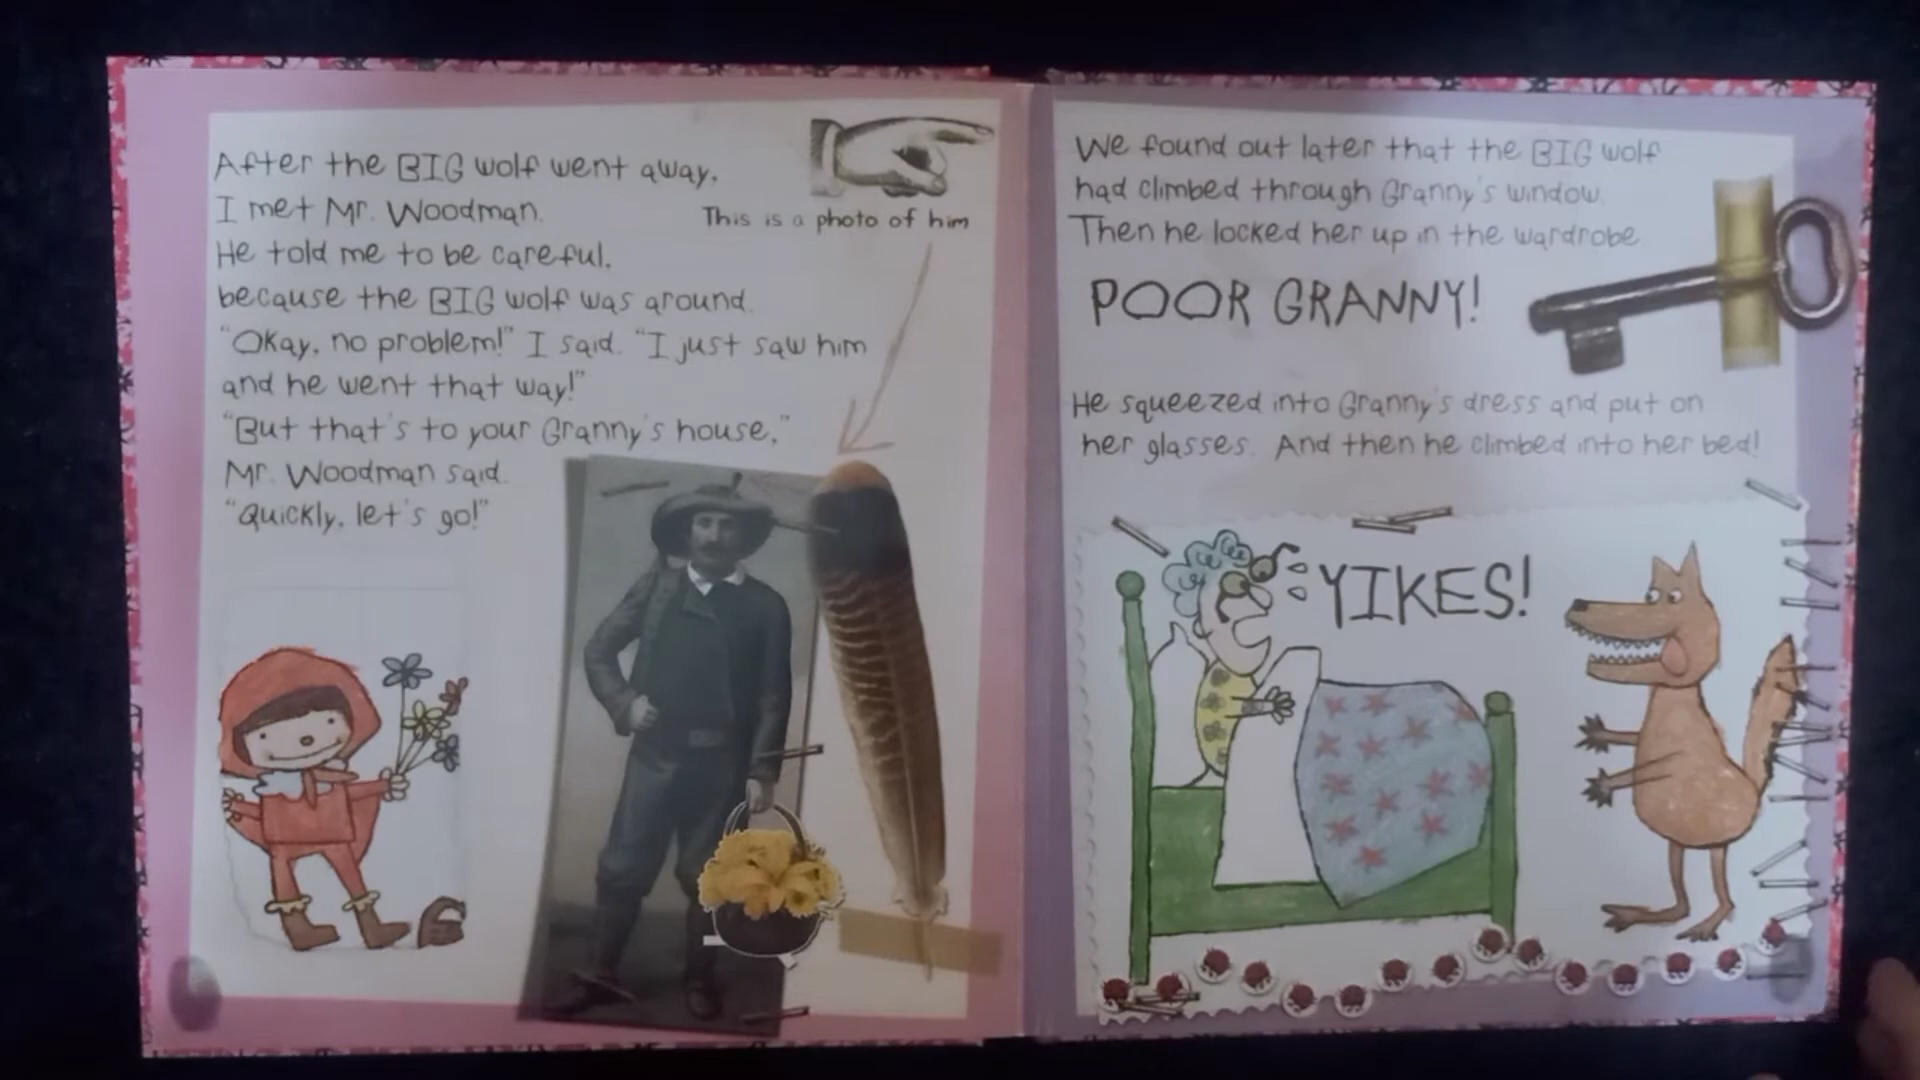 After the BIG wolf went away,
I met Mr. Woodman.
This is a photo of him
He told me to be careful,
because the BIG wolf was around.
"Okay, no problem!" I said. "I just saw him
and he went that way!"
"But that's to your Granny's house,"
Mr. Woodman said.
"Quickly, let's go!"
We found out later that the BIG wolf
had climbed through Granny's window.
Then he locked her up in the wardrobe.
POOR GRANNY!
He squeezed into Granny's dress and put on
her glasses. And then he climbed into her bed!
YIKES!